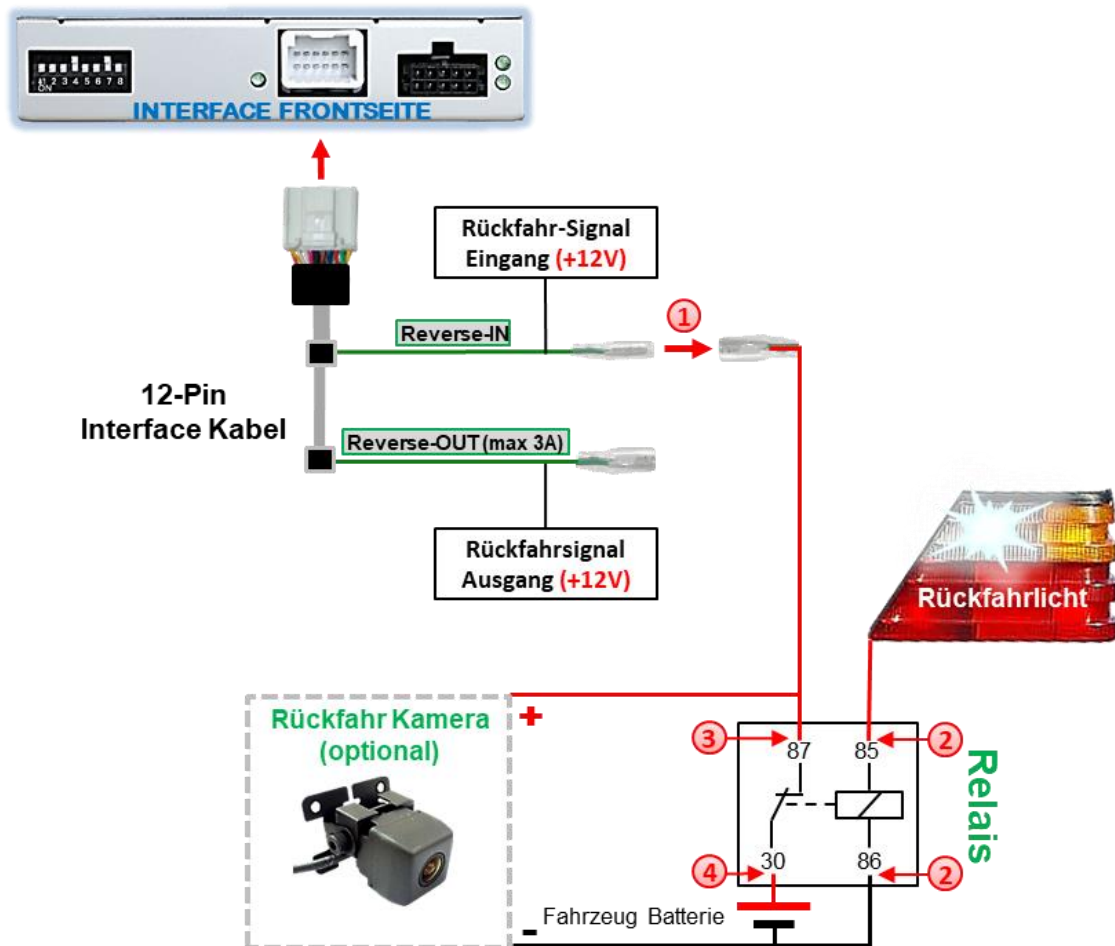 1 2 3 4 5 6 7 8
ON
INTERFACE FRONTSEITE
Rückfahr-Signal
Eingang (+12V)
Reverse-IN
1
12-Pin
Interface Kabel
Reverse-OUT (max 3A)
Rückfahrsignal
Ausgang (+12V)
Rückfahrlicht
Rückfahr Kamera
(optional)
+
3
87
85
2
Relais
4
30
86
2
- Fahrzeug Batterie